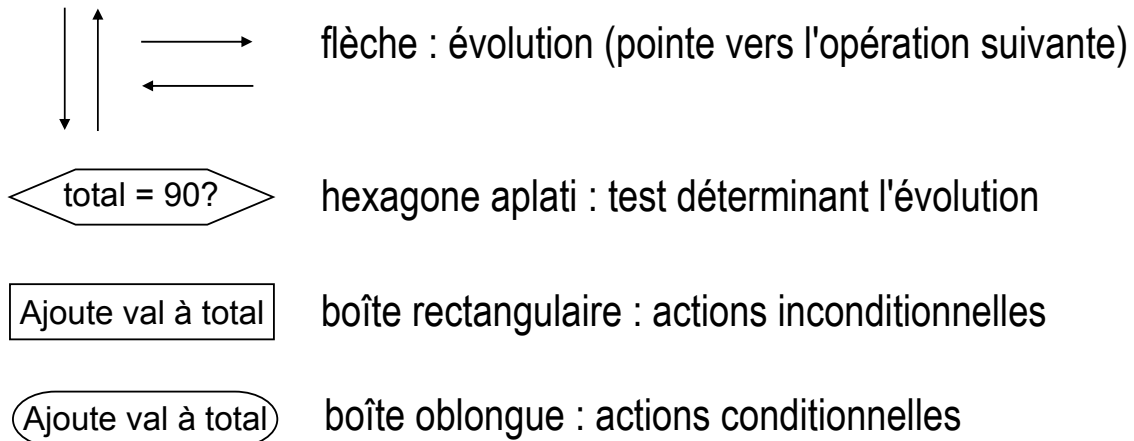 flèche : évolution (pointe vers l'opération suivante)
total = 90?
hexagone aplati : test déterminant l'évolution
Ajoute val à total
boîte rectangulaire : actions inconditionnelles
Ajoute val à total
boîte oblongue : actions conditionnelles